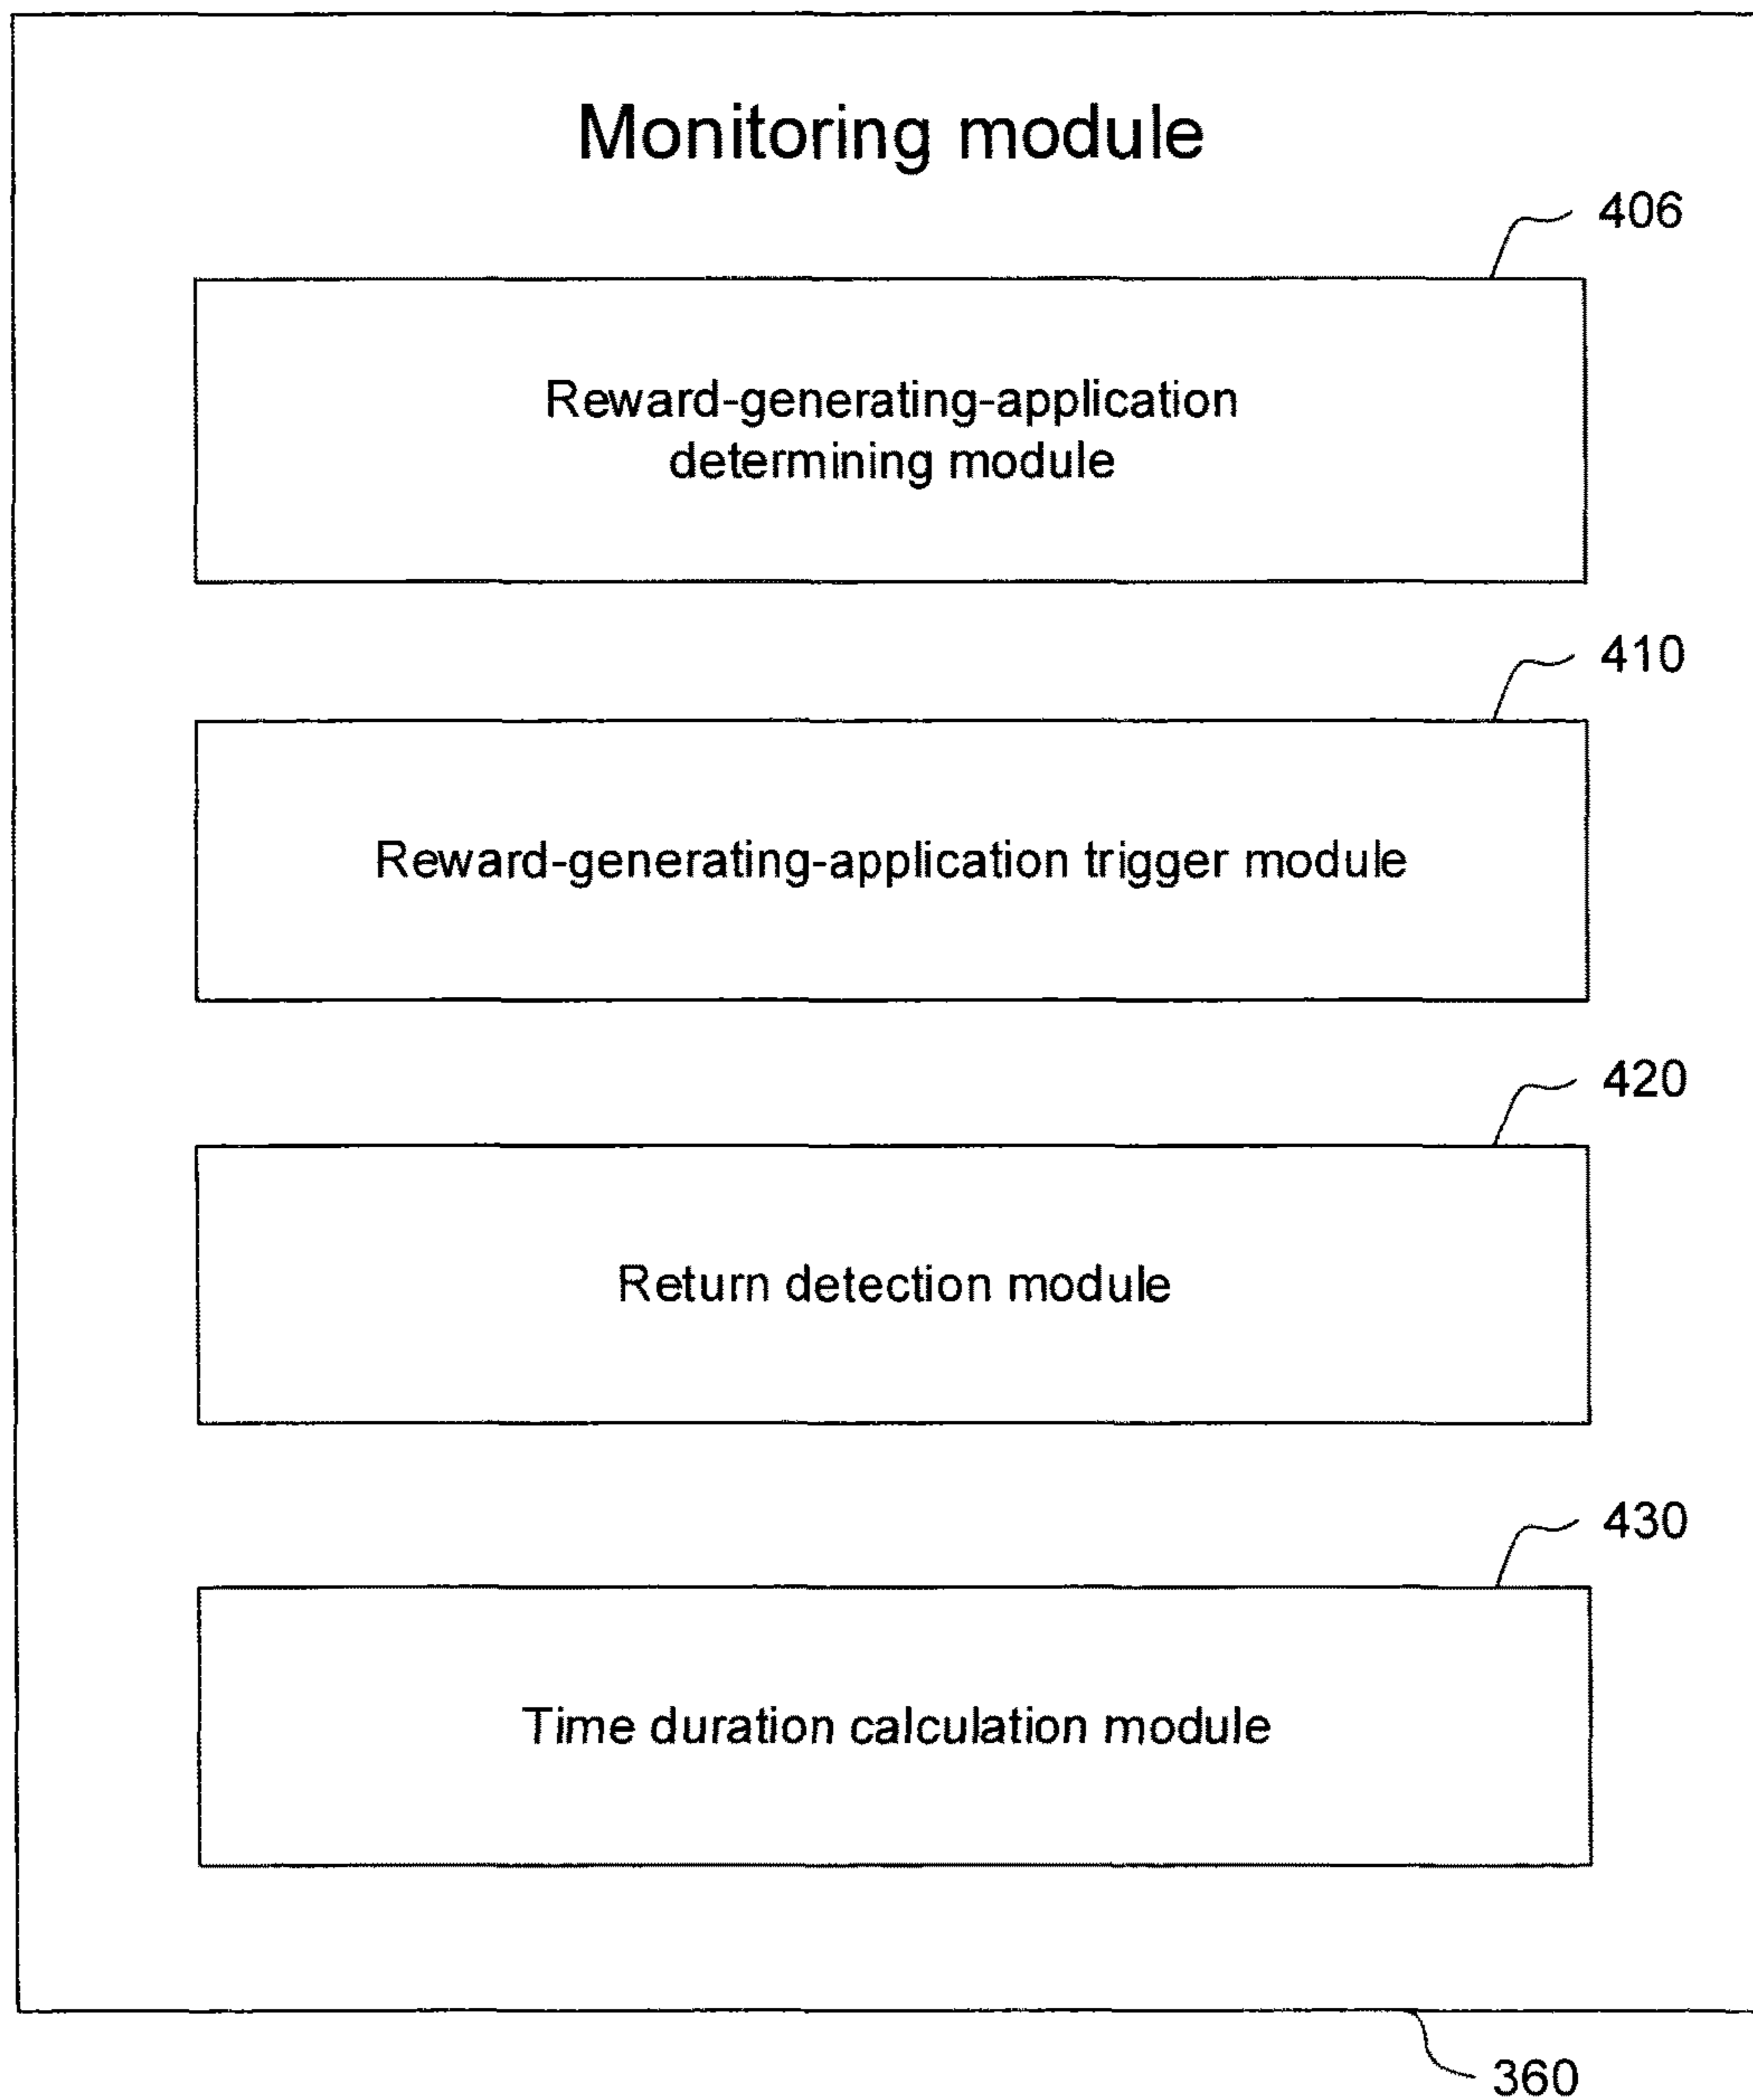 Monitoring module
406
Reward-generating-application
determining module
410
Reward-generating-application trigger module
420
Return detection module
430
Time duration calculation module
360